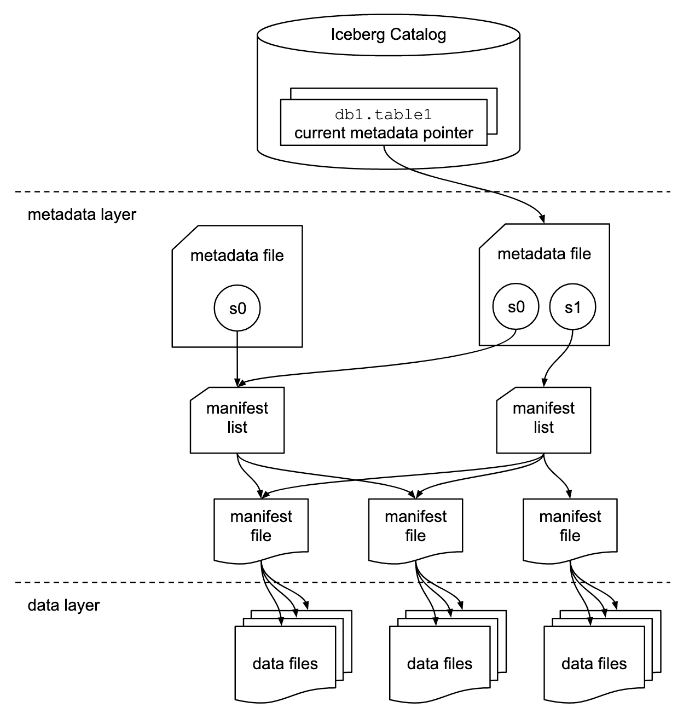 Iceberg Catalog
db1.table1
current metadata pointer
metadata layer
metadata file
s0
metadata file
s0
s1
manifest
list
manifest
list
manifest
file
manifest
file
manifest
file
data layer
data files
data files
data files